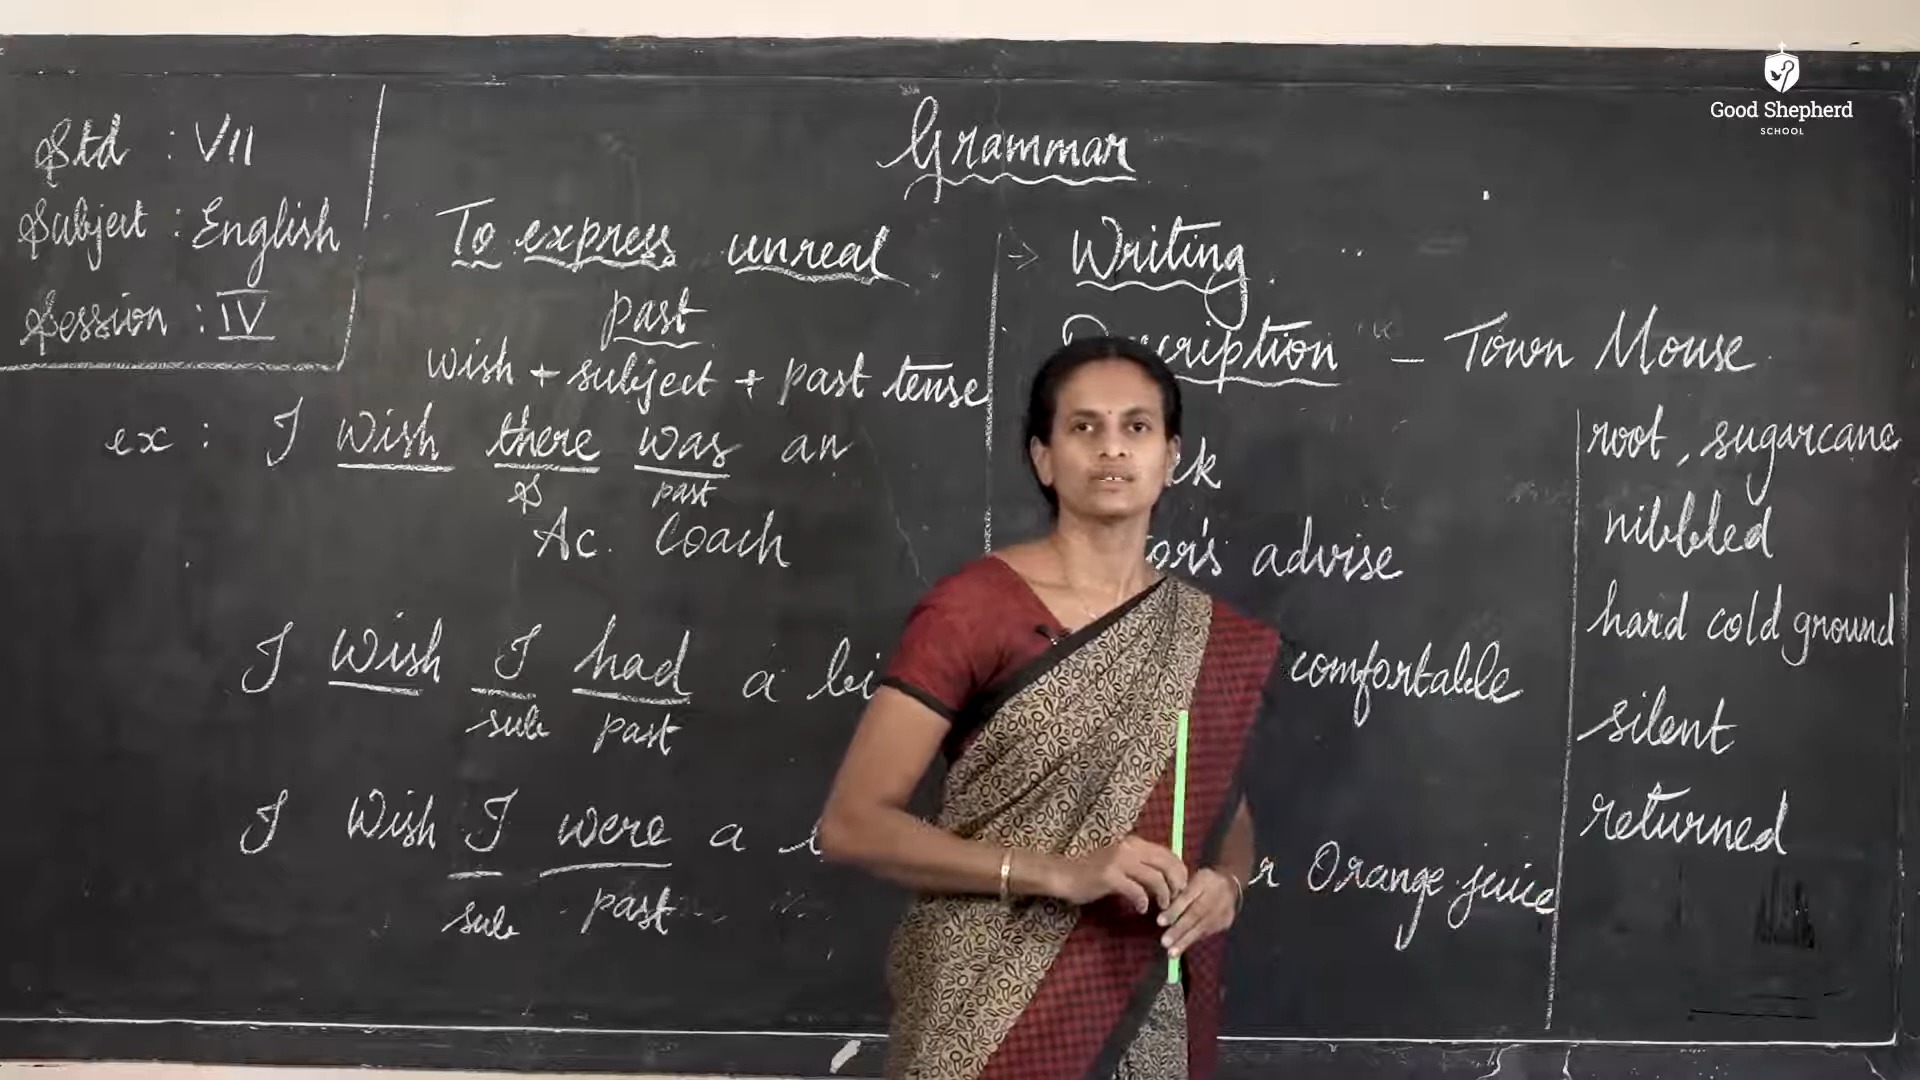 Good Shepherd
SCHOOL
Std : VII
Subject : English
Session : IV
Grammar
To express unreal
past
wish + subject + past tense
ex : I Wish there was an
S past
Ac. Coach
I Wish I had a
sub past
I Wish I were a
sub past
Writing
- Town Mouse
advise
comfortable
Orange juice
root, sugarcane
nibbled
hard cold ground
silent
returned